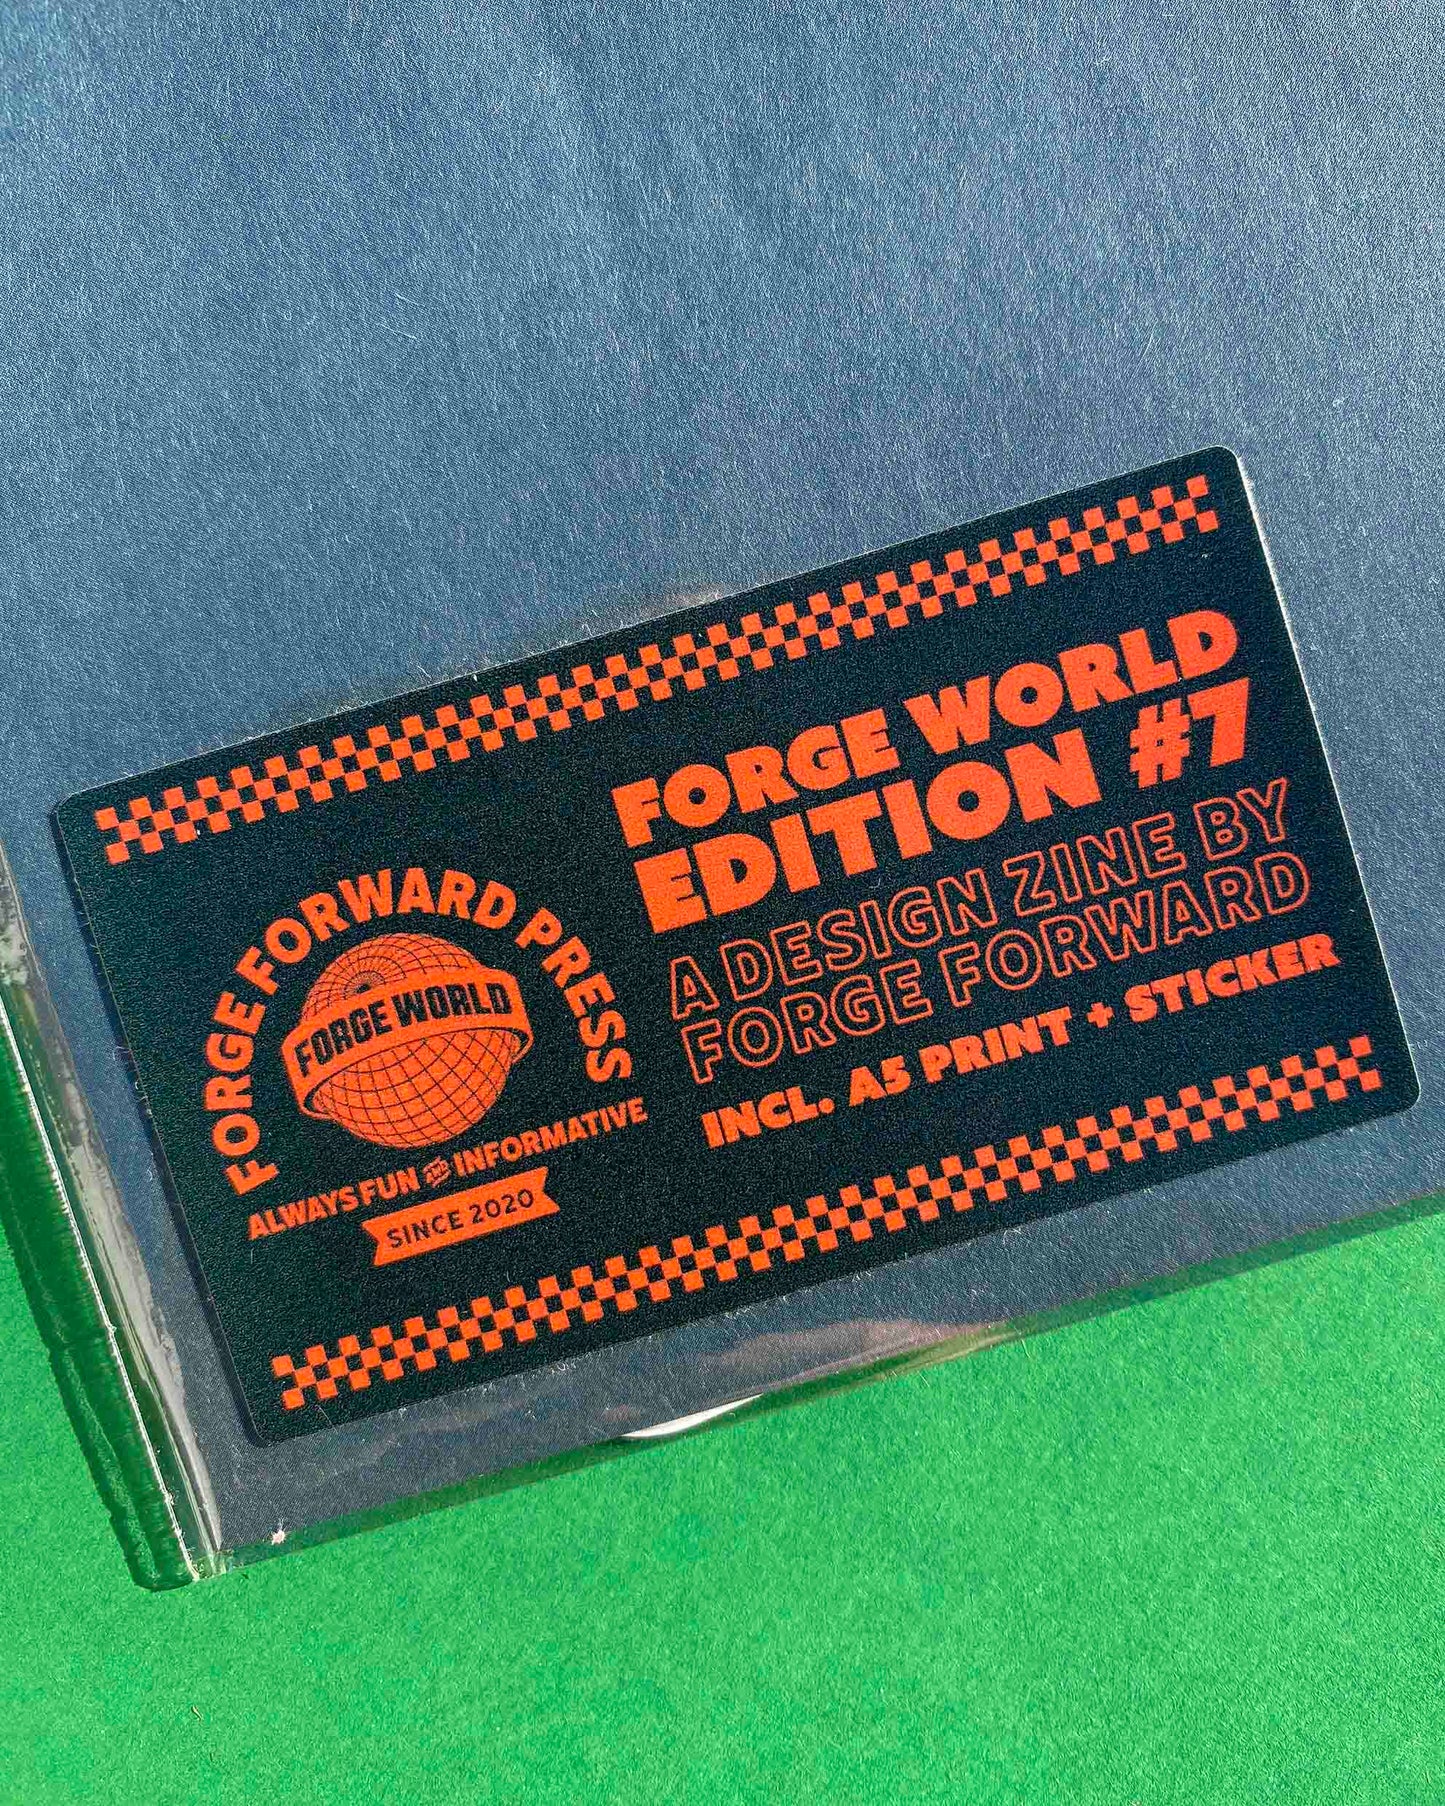 FORGE FORWARD PRESS
FORGE WORLD
ALWAYS FUN AND INFORMATIVE
SINCE 2020
FORGE WORLD
EDITION #7
A DESIGN ZINE BY
FORGE FORWARD
INCL. A5 PRINT + STICKER